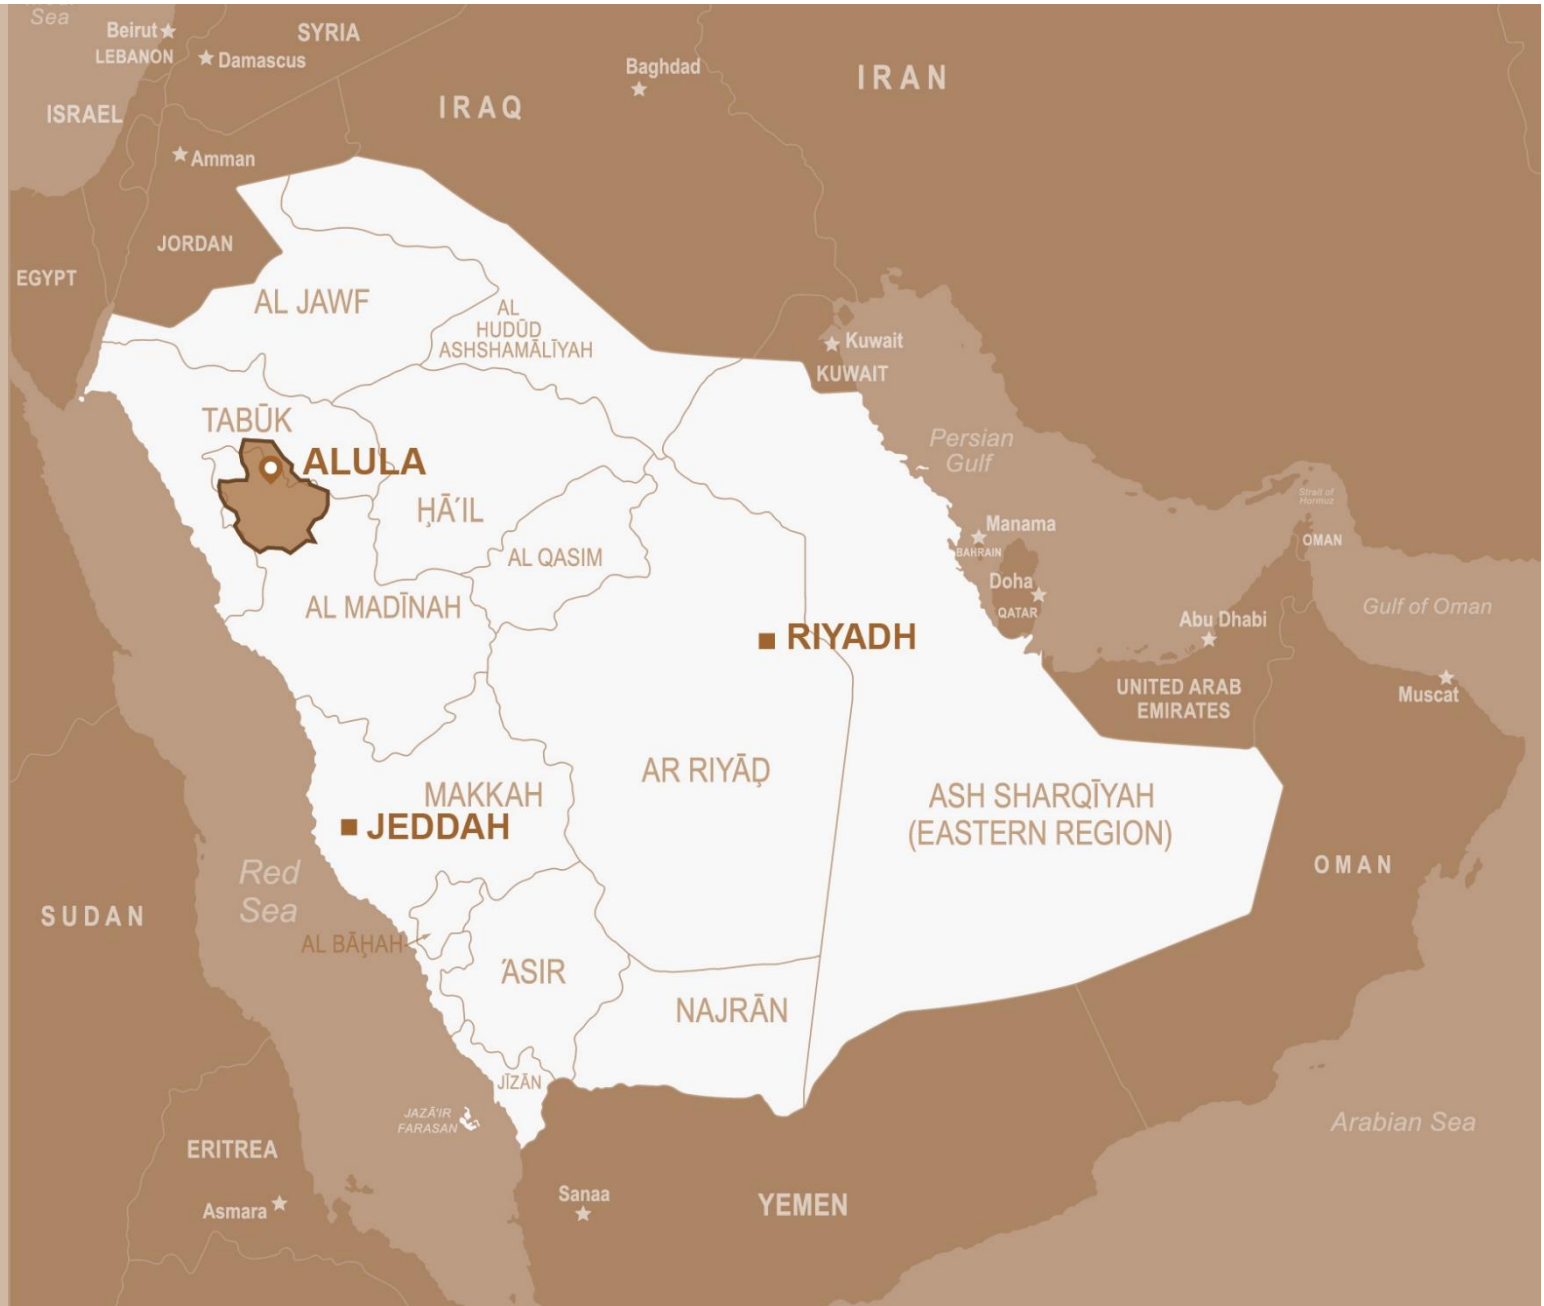 Sea
Beirut
LEBANON
SYRIA
Damascus
Baghdad
IRAN
ISRAEL
IRAQ
Amman
JORDAN
EGYPT
AL JAWF
AL
HUDŪD
ASHSHAMĀLĪYAH
Kuwait
KUWAIT
TABŪK
ALULA
Persian
Gulf
ḤĀ´IL
Strait of
Hormuz
Manama
BAHRAIN
OMAN
AL QASIM
Doha
QATAR
AL MADĪNAH
Gulf of Oman
Abu Dhabi
RIYADH
UNITED ARAB
EMIRATES
Muscat
AR RIYĀḌ
MAKKAH
JEDDAH
ASH SHARQĪYAH
(EASTERN REGION)
OMAN
Red
Sea
SUDAN
AL BĀḤAH
´ASIR
NAJRĀN
JĪZĀN
JAZĀ'IR
FARASAN
Arabian Sea
ERITREA
Asmara
Sanaa
YEMEN